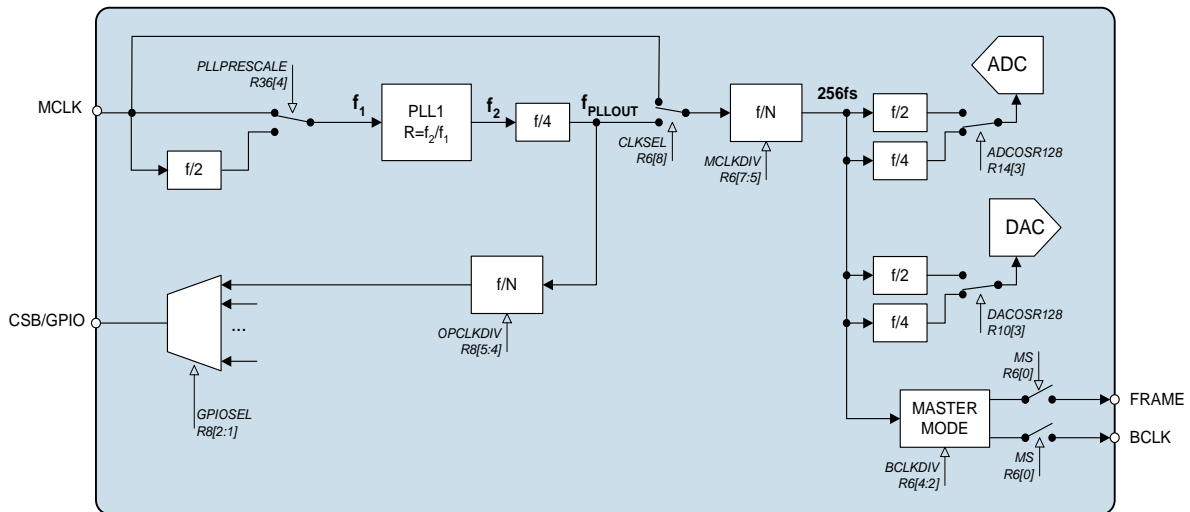 PLLPRESCALE
R36[4]
MCLK
f/2
f1
PLL1
R=f2/f1
f2
f/4
fPLLOUT
CLKSEL
R6[8]
f/N
MCLKDIV
R6[7:5]
256fs
f/2
f/4
ADC
ADCOSR128
R14[3]
DAC
f/2
f/4
DACOSR128
R10[3]
f/N
OPCLKDIV
R8[5:4]
CSB/GPIO
...
GPIOSEL
R8[2:1]
MASTER
MODE
BCLKDIV
R6[4:2]
MS
R6[0]
FRAME
BCLK
MS
R6[0]